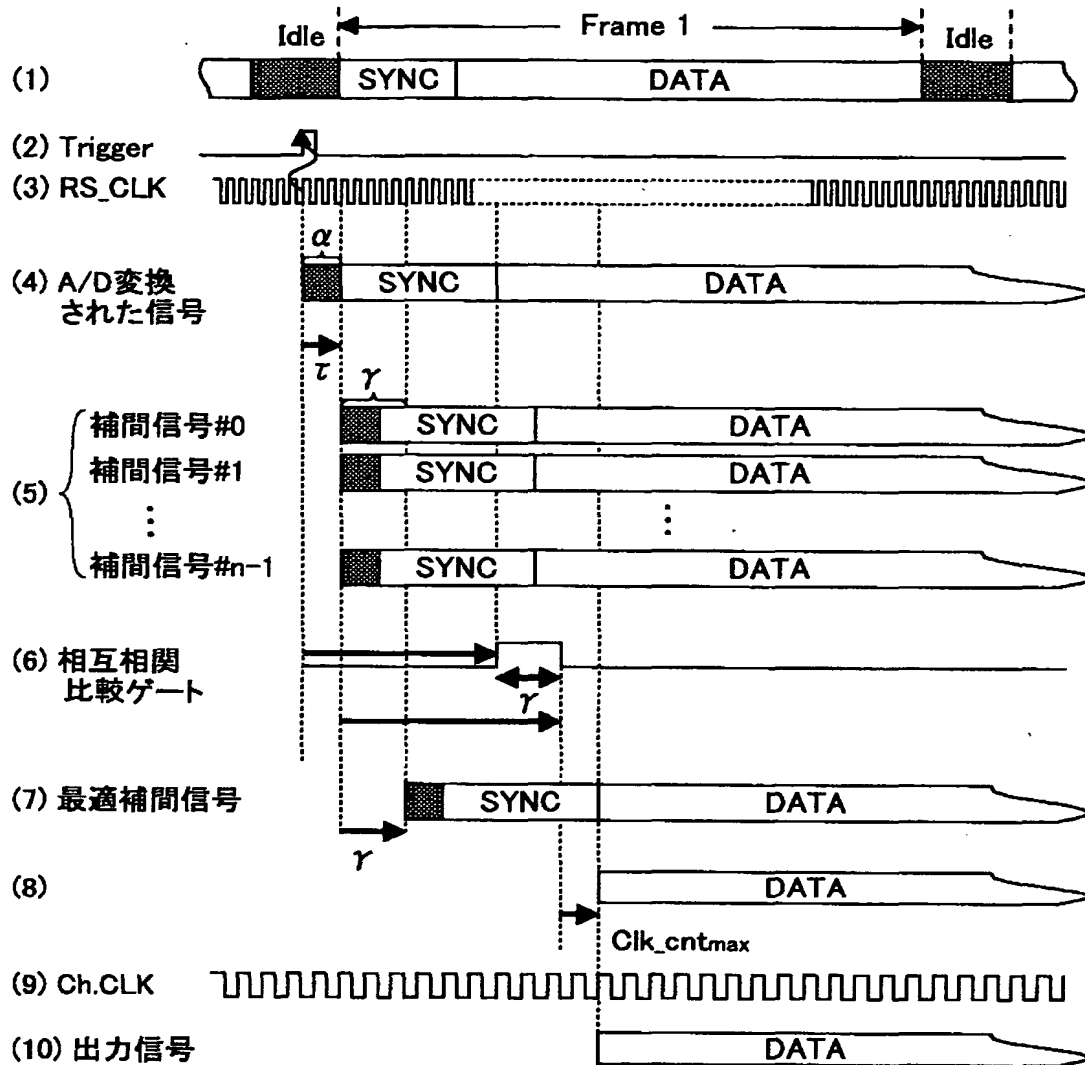 Idle
Frame 1
Idle
(1)
SYNC
DATA
(2) Trigger
(3) RS_CLK
α
(4) A/D変換
された信号
SYNC
DATA
τ
γ
(5)
補間信号#0
SYNC
DATA
補間信号#1
SYNC
DATA
補間信号#n-1
SYNC
DATA
(6) 相互相関
比較ゲート
γ
(7) 最適補間信号
SYNC
DATA
γ
(8)
DATA
Clk_cntmax
(9) Ch.CLK
(10) 出力信号
DATA